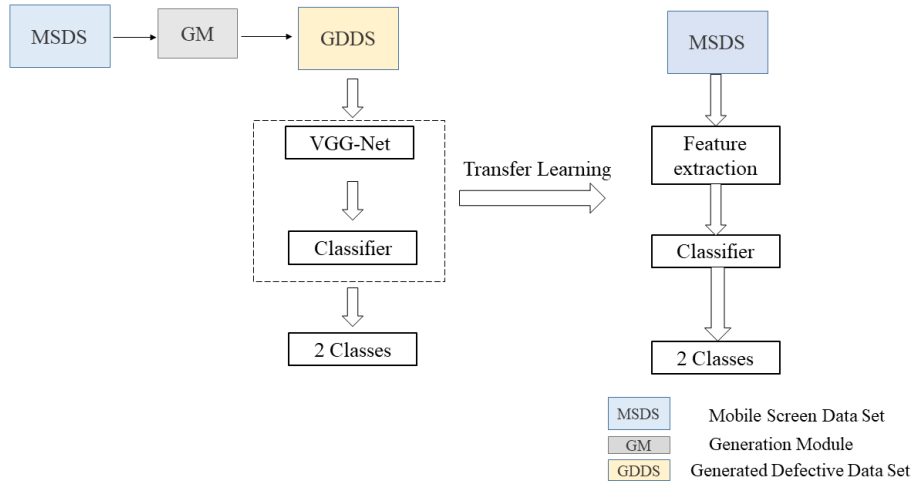 MSDS
GM
GDDS
MSDS
VGG-Net
Feature
extraction
Transfer Learning
Classifier
Classifier
2 Classes
2 Classes
MSDS
Mobile Screen Data Set
GM
Generation Module
GDDS
Generated Defective Data Set